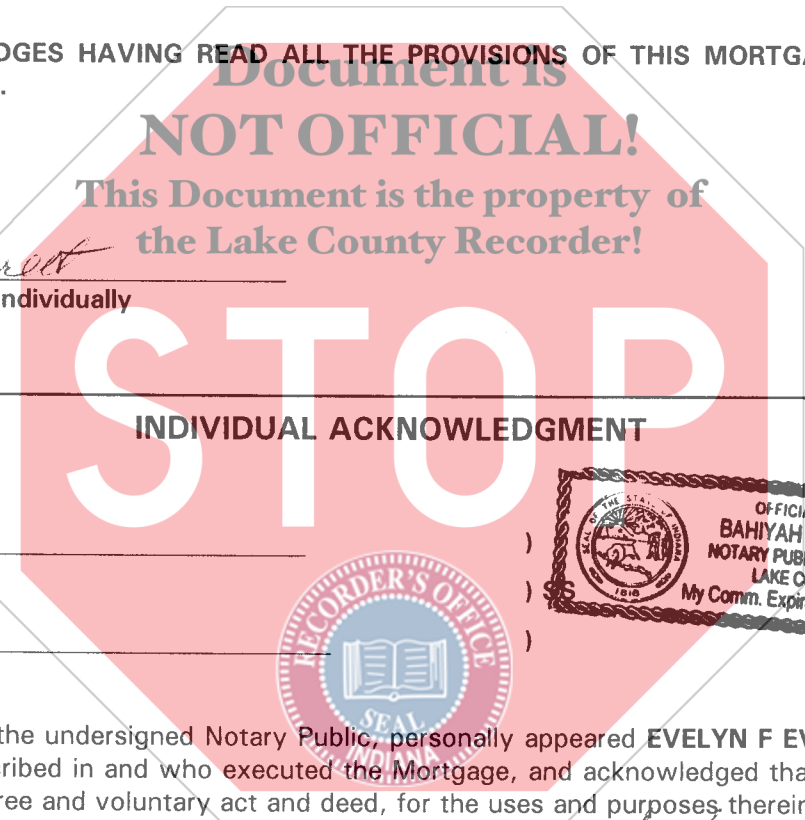 DGES HAVING READ ALL THE PROVISIONS OF THIS MORTGA
.
Document is
NOT OFFICIAL!
This Document is the property of
the Lake County Recorder!
ndividually
STOP
INDIVIDUAL ACKNOWLEDGMENT
)
) SS
)
OFFICI
BAHIYAH
NOTARY PUB
LAKE C
My Comm. Expir
SEAL OF THE STATE OF INDIANA
1816
RECORDER'S OFFICE
SEAL
INDIANA
the undersigned Notary Public, personally appeared EVELYN F EV
cribed in and who executed the Mortgage, and acknowledged tha
ree and voluntary act and deed, for the uses and purposes therein